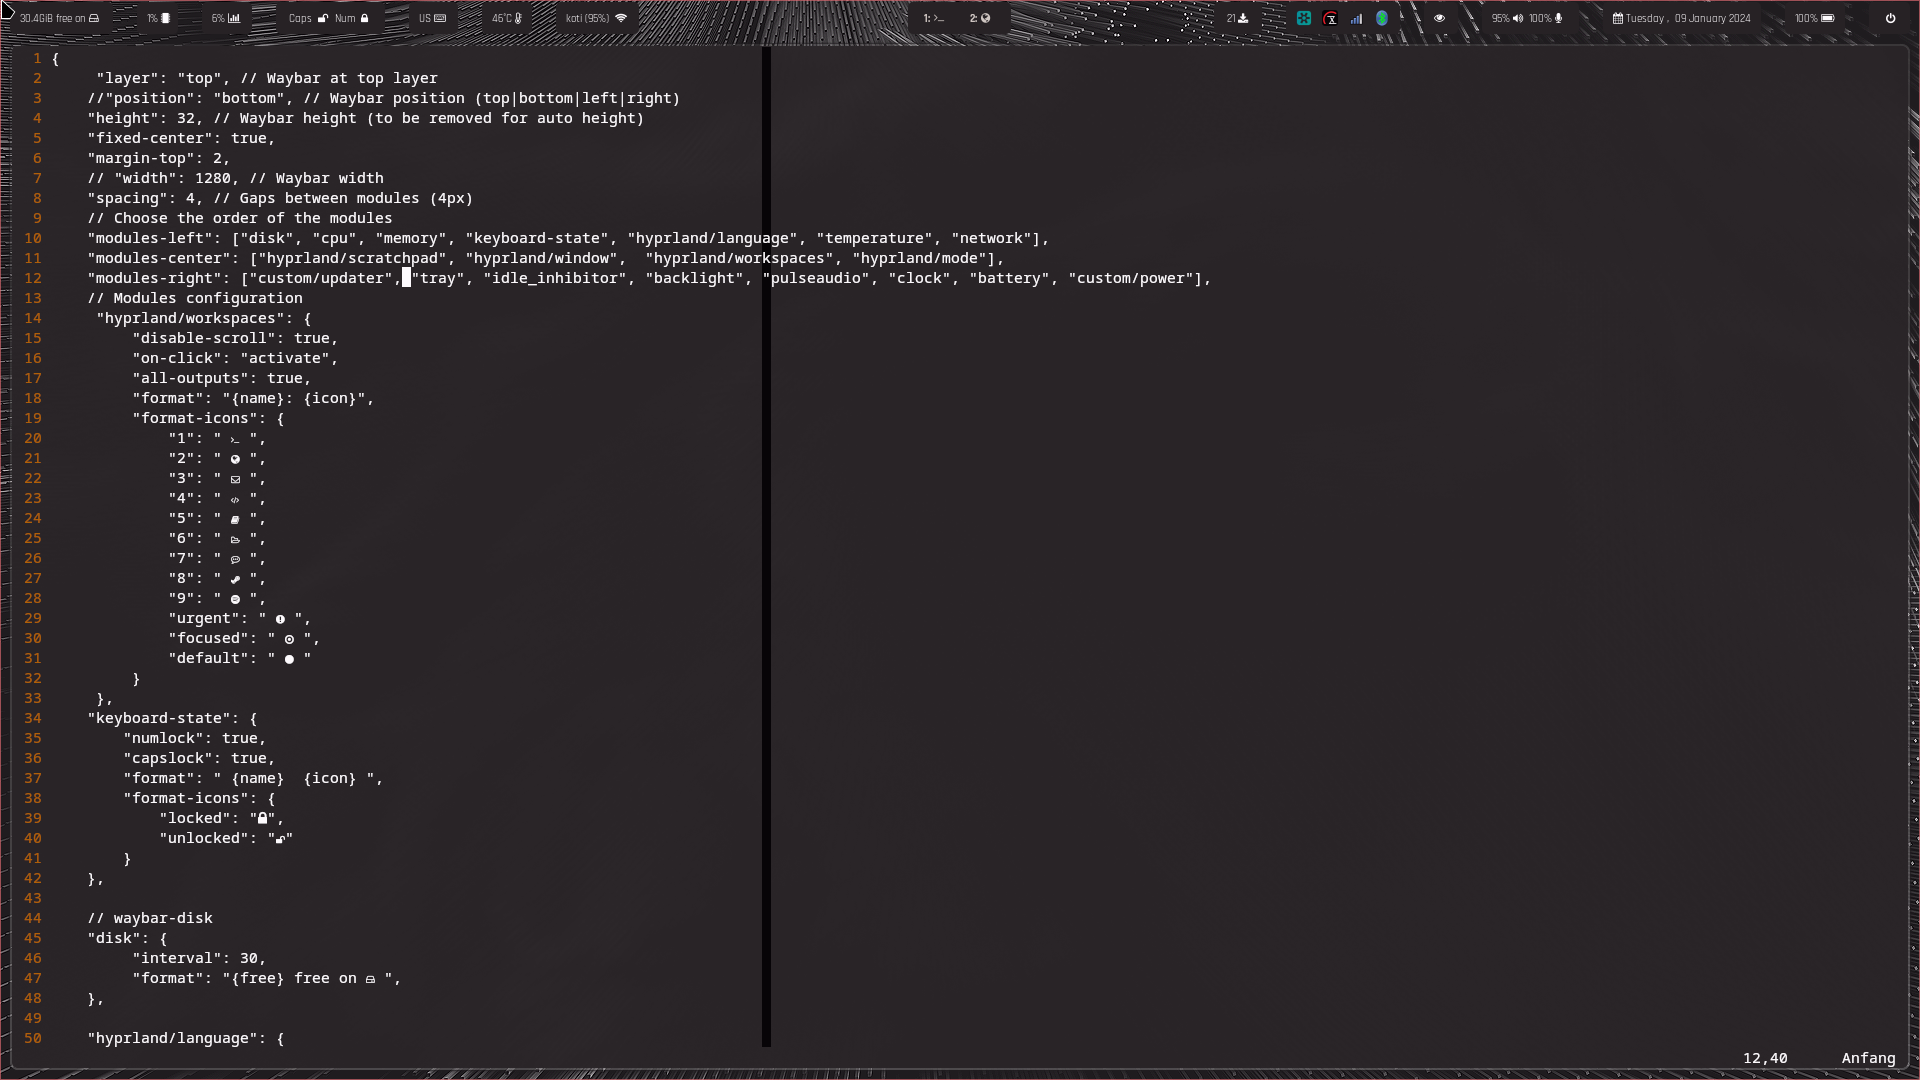 30.4GiB free on 1% 6% Caps Num US 46°C koti (95%) 1: 2: 21 95% 100% Tuesday , 09 January 2024 100%
1 {
2 "layer": "top", // Waybar at top layer
3 //"position": "bottom", // Waybar position (top|bottom|left|right)
4 "height": 32, // Waybar height (to be removed for auto height)
5 "fixed-center": true,
6 "margin-top": 2,
7 // "width": 1280, // Waybar width
8 "spacing": 4, // Gaps between modules (4px)
9 // Choose the order of the modules
10 "modules-left": ["disk", "cpu", "memory", "keyboard-state", "hyprland/language", "temperature", "network"],
11 "modules-center": ["hyprland/scratchpad", "hyprland/window",  "hyprland/workspaces", "hyprland/mode"],
12 "modules-right": ["custom/updater", "tray", "idle_inhibitor", "backlight", "pulseaudio", "clock", "battery", "custom/power"],
13 // Modules configuration
14 "hyprland/workspaces": {
15 "disable-scroll": true,
16 "on-click": "activate",
17 "all-outputs": true,
18 "format": "{name}: {icon}",
19 "format-icons": {
20 "1": "  ",
21 "2": "  ",
22 "3": "  ",
23 "4": " </> ",
24 "5": "  ",
25 "6": "  ",
26 "7": "  ",
27 "8": "  ",
28 "9": "  ",
29 "urgent": "  ",
30 "focused": "  ",
31 "default": "  "
32 }
33 },
34 "keyboard-state": {
35 "numlock": true,
36 "capslock": true,
37 "format": " {name}  {icon} ",
38 "format-icons": {
39 "locked": "",
40 "unlocked": ""
41 }
42 },
43
44 // waybar-disk
45 "disk": {
46 "interval": 30,
47 "format": "{free} free on  ",
48 },
49
50 "hyprland/language": {
12,40 Anfang